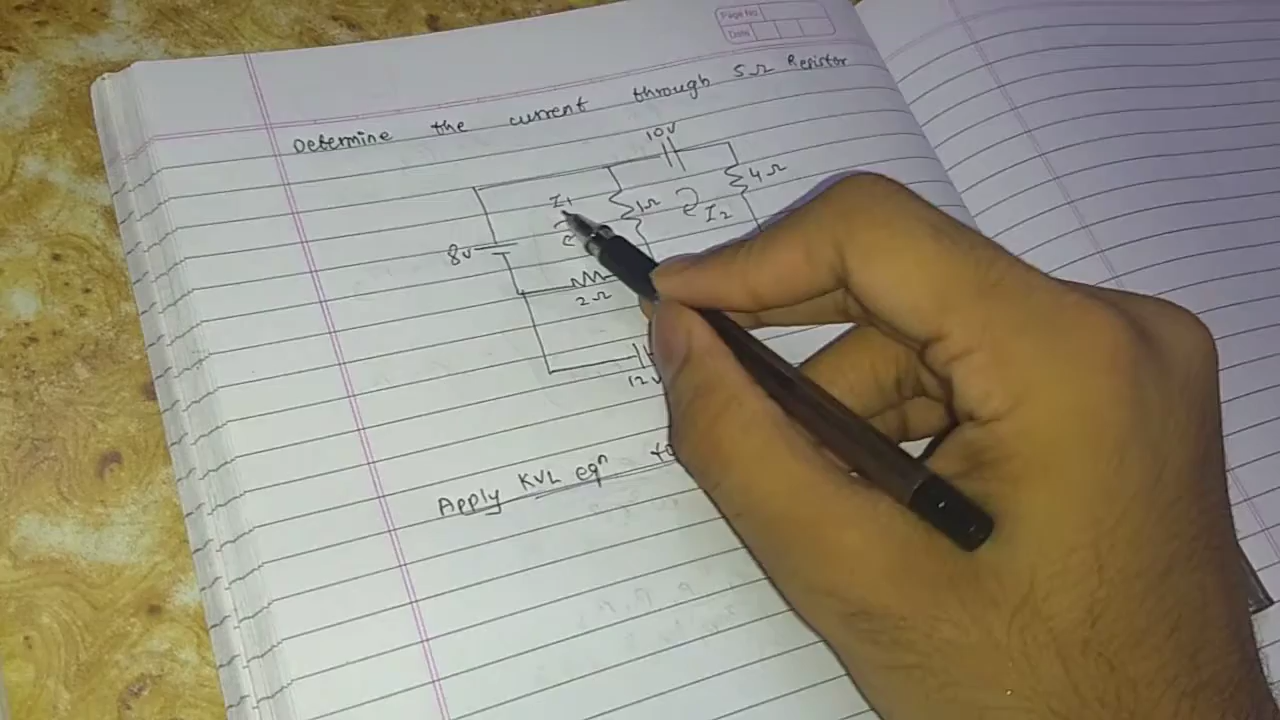 Page No
Date
Determine the current through 5Ω Resistor
10V
4Ω
I1
1Ω
I2
8V
2Ω
12V
Apply KVL eqn to